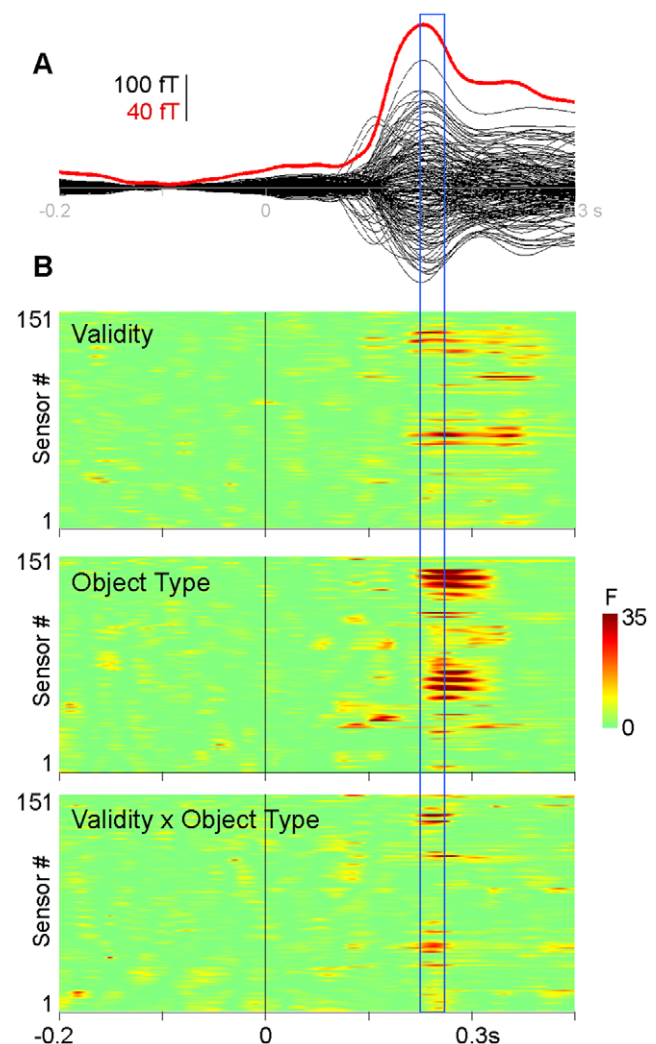 A
100 fT
40 fT
-0.2 0 0.3 s
B
151
Validity
Sensor #
1
151
Object Type
Sensor #
1
F
35
0
151
Validity x Object Type
Sensor #
1
-0.2 0 0.3s